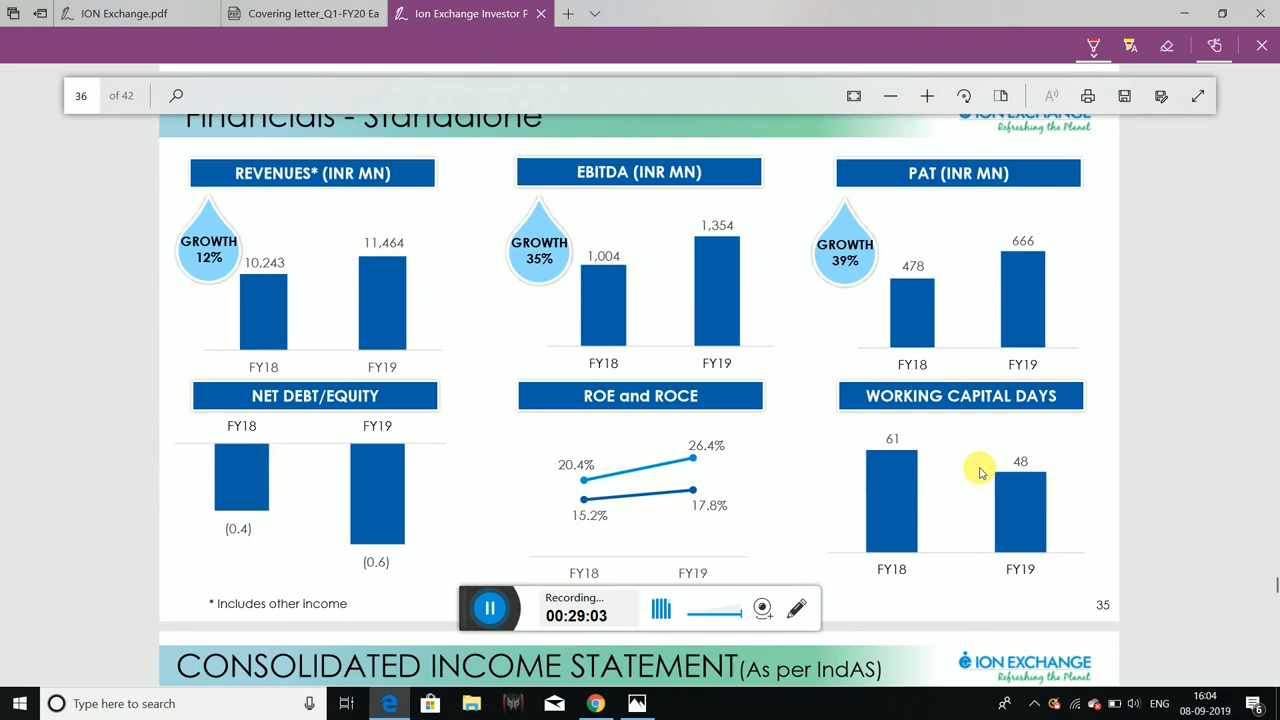 ION Exchange.pdf
Covering letter_Q1-FY20 Ea
Ion Exchange Investor F
36 of 42
Financials - Standalone
ION EXCHANGE
Refreshing the Planet
REVENUES* (INR MN)
EBITDA (INR MN)
PAT (INR MN)
GROWTH
12%
10,243
11,464
FY18
FY19
GROWTH
35%
1,004
1,354
FY18
FY19
GROWTH
39%
478
666
FY18
FY19
NET DEBT/EQUITY
ROE and ROCE
WORKING CAPITAL DAYS
FY18
FY19
(0.4)
(0.6)
20.4%
26.4%
15.2%
17.8%
FY18
FY19
61
48
FY18
FY19
* Includes other income
35
Recording...
00:29:03
CONSOLIDATED INCOME STATEMENT(As per IndAS)
ION EXCHANGE
Refreshing the Planet
Type here to search
ENG
16:04
08-09-2019
6